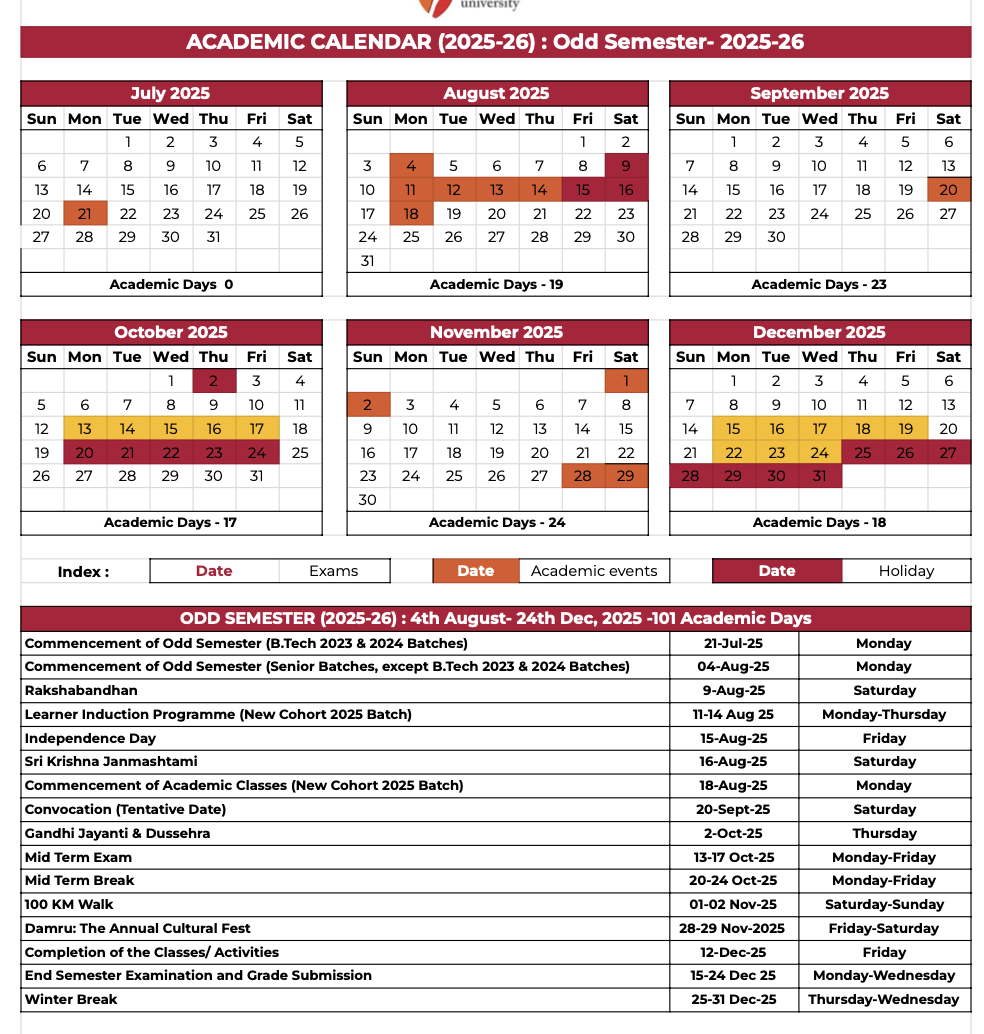 university
ACADEMIC CALENDAR (2025-26) : Odd Semester- 2025-26
July 2025
Sun Mon Tue Wed Thu Fri Sat
1 2 3 4 5
6 7 8 9 10 11 12
13 14 15 16 17 18 19
20 21 22 23 24 25 26
27 28 29 30 31
Academic Days 0
August 2025
Sun Mon Tue Wed Thu Fri Sat
1 2
3 4 5 6 7 8 9
10 11 12 13 14 15 16
17 18 19 20 21 22 23
24 25 26 27 28 29 30
31
Academic Days - 19
September 2025
Sun Mon Tue Wed Thu Fri Sat
1 2 3 4 5 6
7 8 9 10 11 12 13
14 15 16 17 18 19 20
21 22 23 24 25 26 27
28 29 30
Academic Days - 23
October 2025
Sun Mon Tue Wed Thu Fri Sat
1 2 3 4
5 6 7 8 9 10 11
12 13 14 15 16 17 18
19 20 21 22 23 24 25
26 27 28 29 30 31
Academic Days - 17
November 2025
Sun Mon Tue Wed Thu Fri Sat
1
2 3 4 5 6 7 8
9 10 11 12 13 14 15
16 17 18 19 20 21 22
23 24 25 26 27 28 29
30
Academic Days - 24
December 2025
Sun Mon Tue Wed Thu Fri Sat
1 2 3 4 5 6
7 8 9 10 11 12 13
14 15 16 17 18 19 20
21 22 23 24 25 26 27
28 29 30 31
Academic Days - 18
Index : Date Exams Date Academic events Date Holiday
ODD SEMESTER (2025-26) : 4th August- 24th Dec, 2025 -101 Academic Days
Commencement of Odd Semester (B.Tech 2023 & 2024 Batches) 21-Jul-25 Monday
Commencement of Odd Semester (Senior Batches, except B.Tech 2023 & 2024 Batches) 04-Aug-25 Monday
Rakshabandhan 9-Aug-25 Saturday
Learner Induction Programme (New Cohort 2025 Batch) 11-14 Aug 25 Monday-Thursday
Independence Day 15-Aug-25 Friday
Sri Krishna Janmashtami 16-Aug-25 Saturday
Commencement of Academic Classes (New Cohort 2025 Batch) 18-Aug-25 Monday
Convocation (Tentative Date) 20-Sept-25 Saturday
Gandhi Jayanti & Dussehra 2-Oct-25 Thursday
Mid Term Exam 13-17 Oct-25 Monday-Friday
Mid Term Break 20-24 Oct-25 Monday-Friday
100 KM Walk 01-02 Nov-25 Saturday-Sunday
Damru: The Annual Cultural Fest 28-29 Nov-2025 Friday-Saturday
Completion of the Classes/ Activities 12-Dec-25 Friday
End Semester Examination and Grade Submission 15-24 Dec 25 Monday-Wednesday
Winter Break 25-31 Dec-25 Thursday-Wednesday